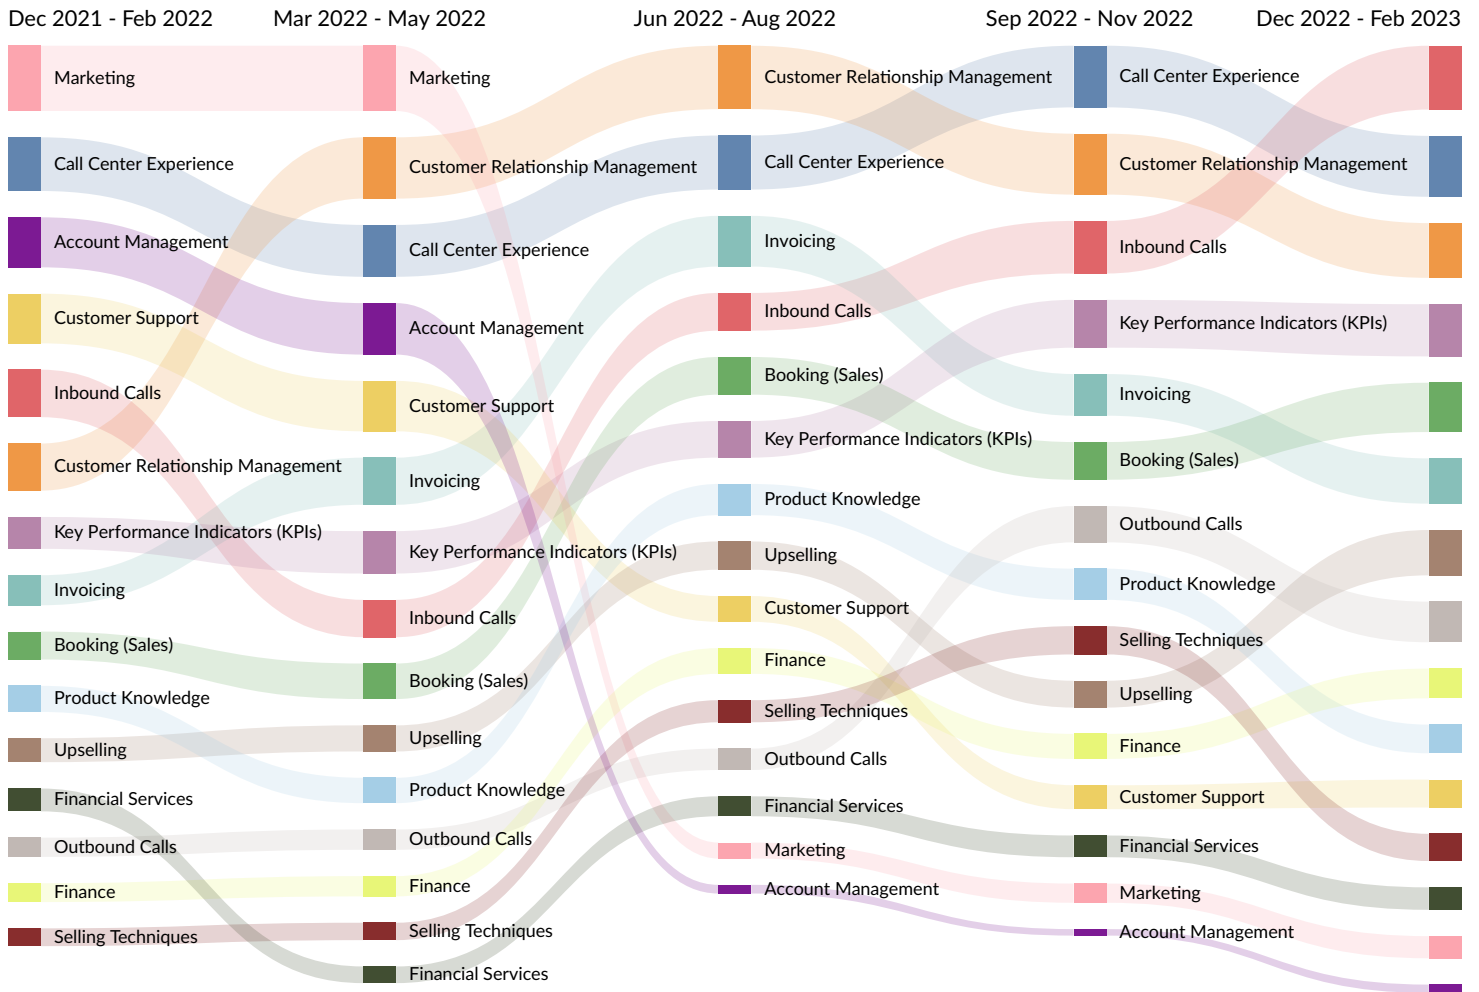 Dec 2021 - Feb 2022
Mar 2022 - May 2022
Jun 2022 - Aug 2022
Sep 2022 - Nov 2022
Dec 2022 - Feb 2023
Marketing
Call Center Experience
Account Management
Customer Support
Inbound Calls
Customer Relationship Management
Key Performance Indicators (KPIs)
Invoicing
Booking (Sales)
Product Knowledge
Upselling
Financial Services
Outbound Calls
Finance
Selling Techniques
Marketing
Customer Relationship Management
Call Center Experience
Account Management
Customer Support
Invoicing
Key Performance Indicators (KPIs)
Inbound Calls
Booking (Sales)
Upselling
Product Knowledge
Outbound Calls
Finance
Selling Techniques
Financial Services
Customer Relationship Management
Call Center Experience
Invoicing
Inbound Calls
Booking (Sales)
Key Performance Indicators (KPIs)
Product Knowledge
Upselling
Customer Support
Finance
Selling Techniques
Outbound Calls
Financial Services
Marketing
Account Management
Call Center Experience
Customer Relationship Management
Inbound Calls
Key Performance Indicators (KPIs)
Invoicing
Booking (Sales)
Outbound Calls
Product Knowledge
Selling Techniques
Upselling
Finance
Customer Support
Financial Services
Marketing
Account Management